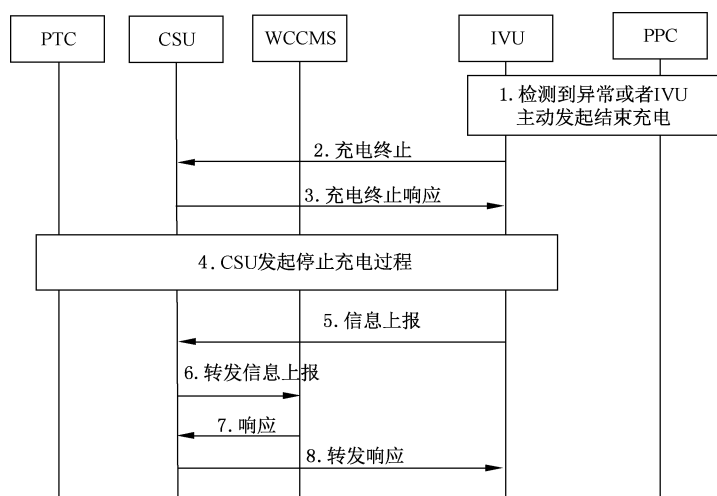 PTC
CSU
WCCMS
IVU
PPC
1.检测到异常或者IVU
主动发起结束充电
2.充电终止
3.充电终止响应
4.CSU发起停止充电过程
5.信息上报
6.转发信息上报
7.响应
8.转发响应